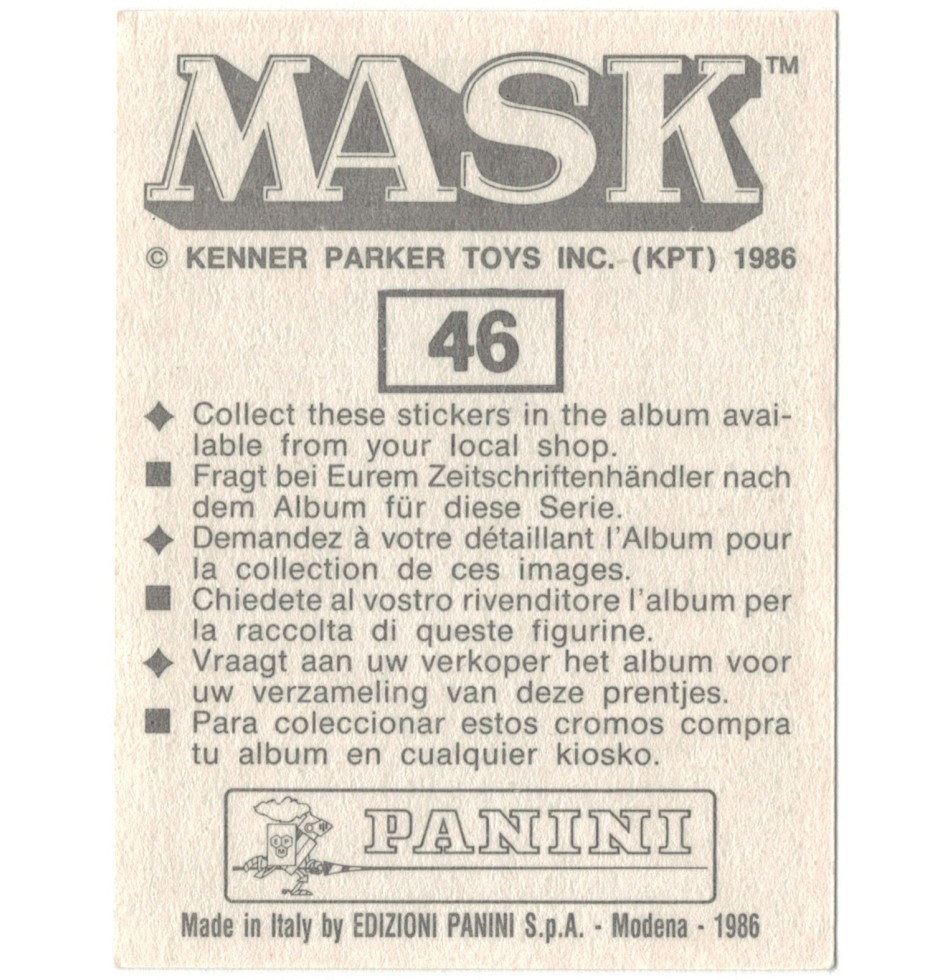 MASK™
© KENNER PARKER TOYS INC. (KPT) 1986
46
Collect these stickers in the album avai-
lable from your local shop.
Fragt bei Eurem Zeitschriftenhändler nach
dem Album für diese Serie.
Demandez à votre détaillant l'Album pour
la collection de ces images.
Chiedete al vostro rivenditore l'album per
la raccolta di queste figurine.
Vraagt aan uw verkoper het album voor
uw verzameling van deze prentjes.
Para coleccionar estos cromos compra
tu album en cualquier kiosko.
PANINI
Made in Italy by EDIZIONI PANINI S.p.A. - Modena - 1986